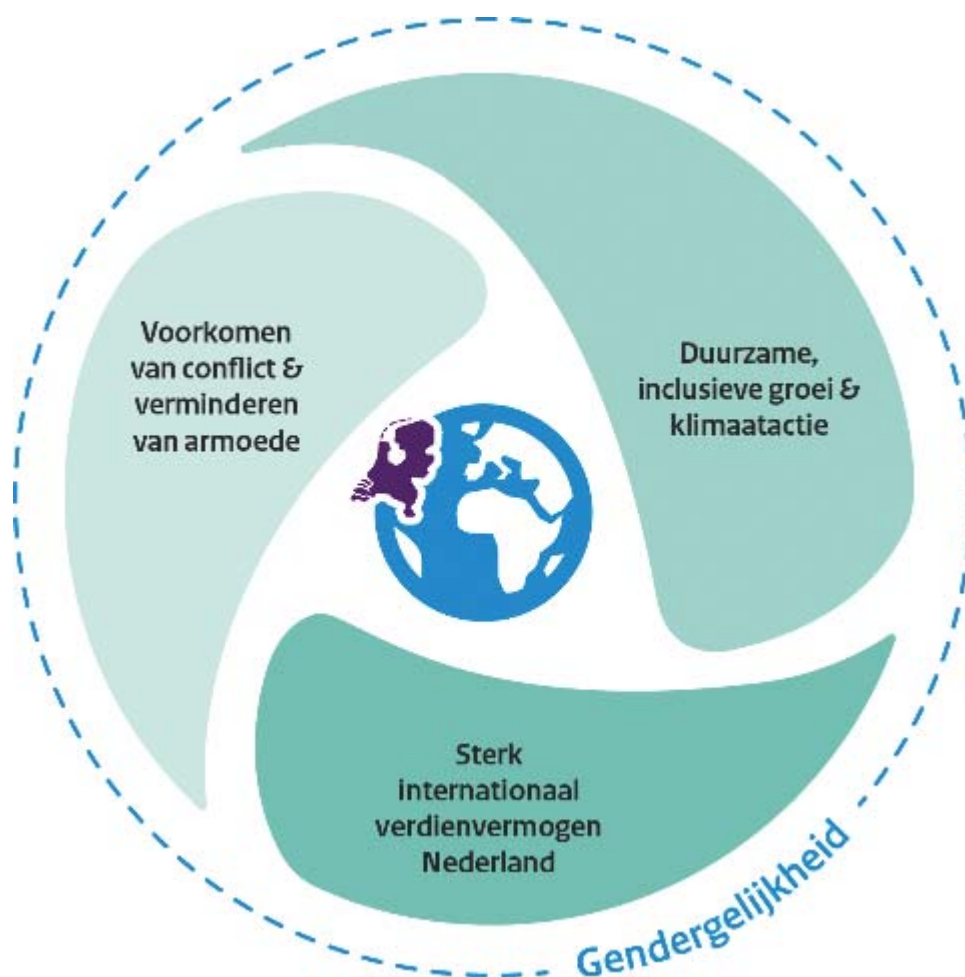 Voorkomen
van conflict &
verminderen
van armoede
Duurzame,
inclusieve groei &
klimaatactie
Sterk
internationaal
verdienvermogen
Nederland
Gendergelijkheid